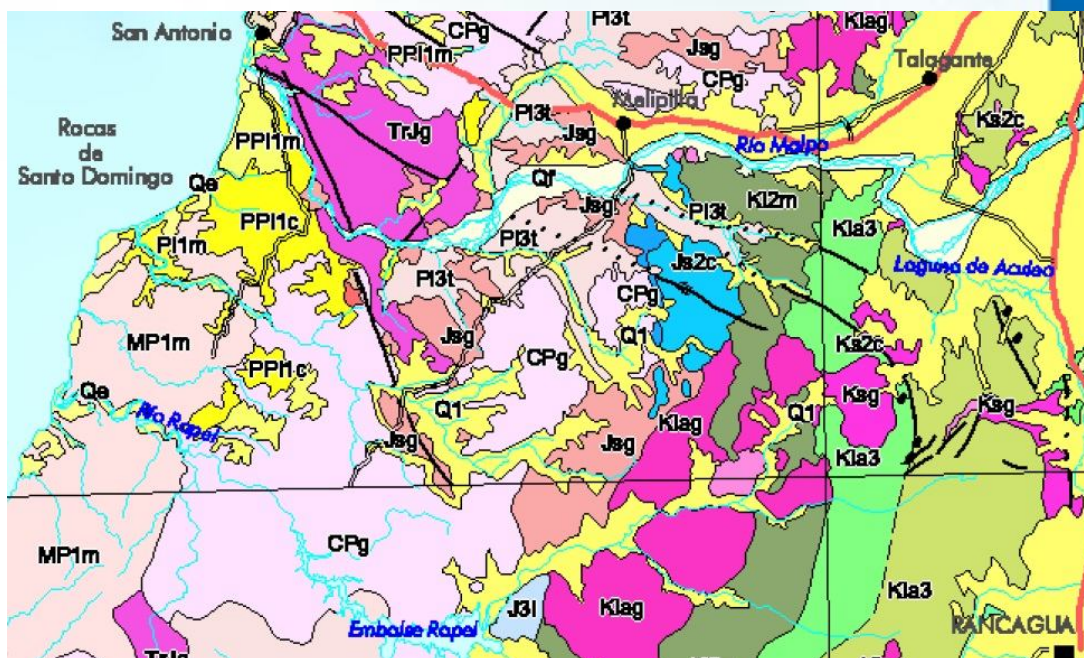 San Antonio
CPg
Pl3t
Klag
PPl1m
Jsg
CPg
Talagante
Melipilla
Pl3t
Rocas
de
Santo Domingo
TrJg
Jsg
Ks2c
PPl1m
Río Maipo
Qe
Qf
Kl2m
PPl1c
Jsg
Pl3t
Kla3
Pl1m
Pl3t
Js2c
Laguna de Aculeo
Pl3t
CPg
MP1m
Jsg
Q1
Ks2c
PPl1c
CPg
Qe
Q1
Ksg
Ksg
Río Rapel
Klag
Q1
Jsg
Jsg
Kla3
CPg
MP1m
J3i
Klag
Kla3
Embalse Rapel
RANCAGUA
TrJg